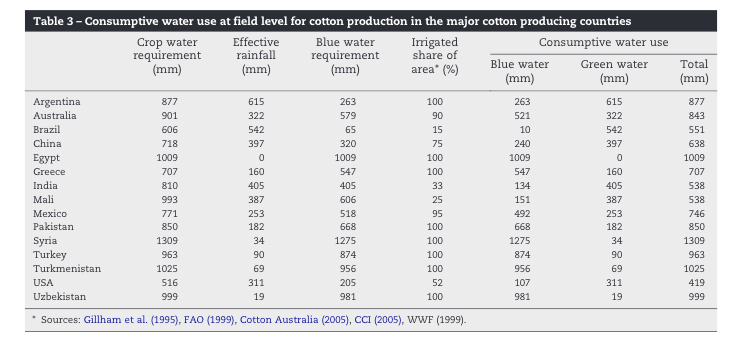 Table 3 – Consumptive water use at field level for cotton production in the major cotton producing countries
Crop water requirement (mm) Effective rainfall (mm) Blue water requirement (mm) Irrigated share of area* (%) Consumptive water use
Blue water (mm) Green water (mm) Total (mm)
Argentina 877 615 263 100 263 615 877
Australia 901 322 579 90 521 322 843
Brazil 606 542 65 15 10 542 551
China 718 397 320 75 240 397 638
Egypt 1009 0 1009 100 1009 0 1009
Greece 707 160 547 100 547 160 707
India 810 405 405 33 134 405 538
Mali 993 387 606 25 151 387 538
Mexico 771 253 518 95 492 253 746
Pakistan 850 182 668 100 668 182 850
Syria 1309 34 1275 100 1275 34 1309
Turkey 963 90 874 100 874 90 963
Turkmenistan 1025 69 956 100 956 69 1025
USA 516 311 205 52 107 311 419
Uzbekistan 999 19 981 100 981 19 999
* Sources: Gillham et al. (1995), FAO (1999), Cotton Australia (2005), CCI (2005), WWF (1999).